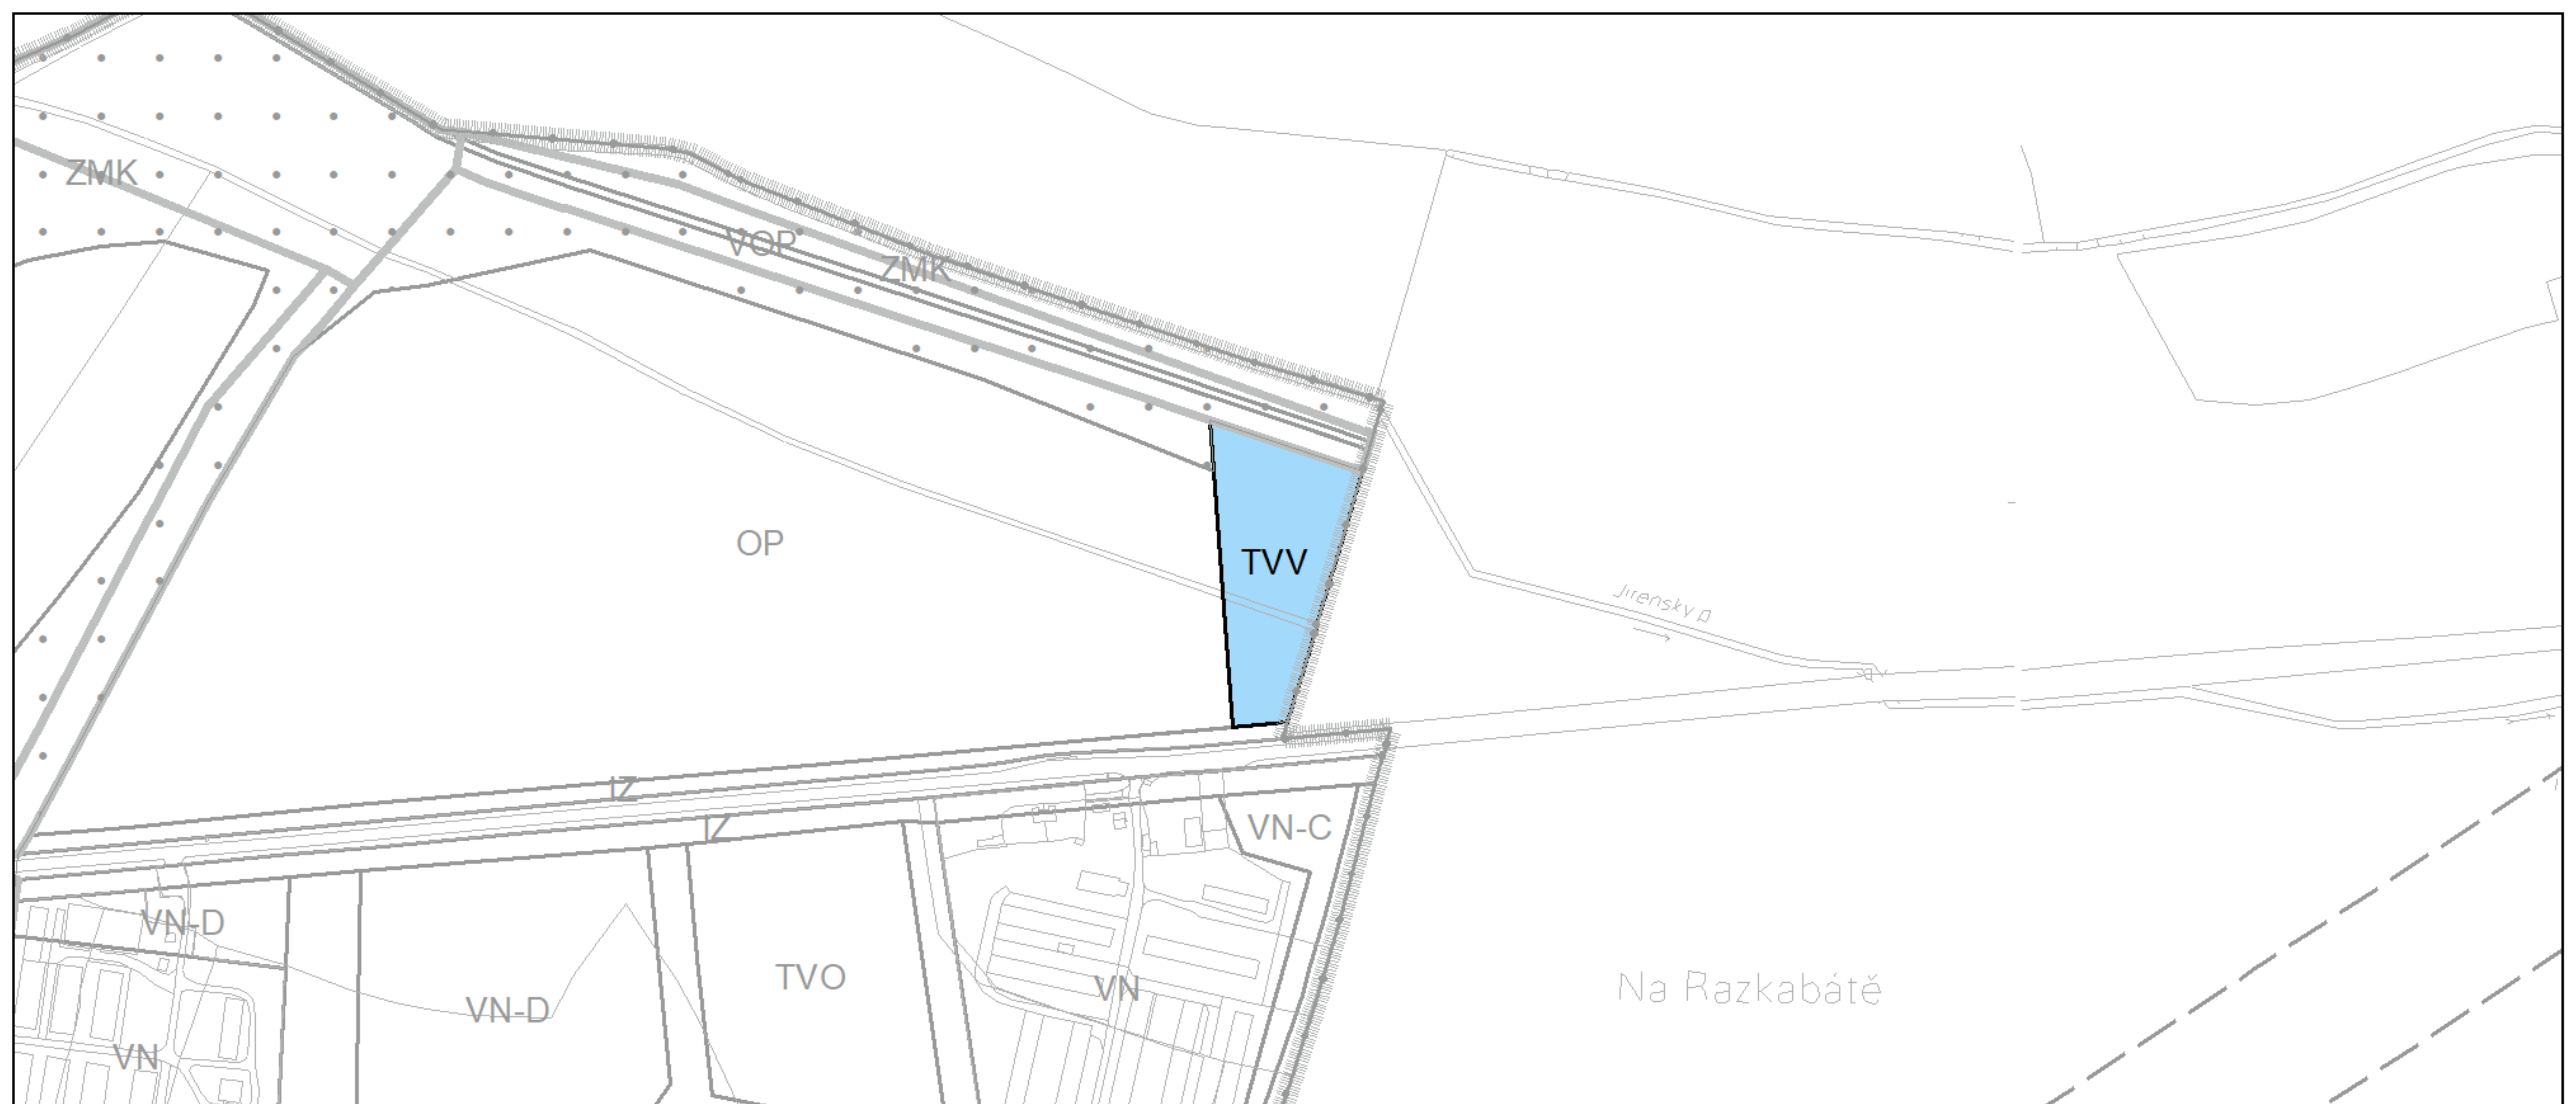 ZMK
VOP
ZMK
OP
TVV
Jirensky p
IZ
IZ
VN-C
VN-D
TVO
VN
VN-D
Na Razkabátě
VN